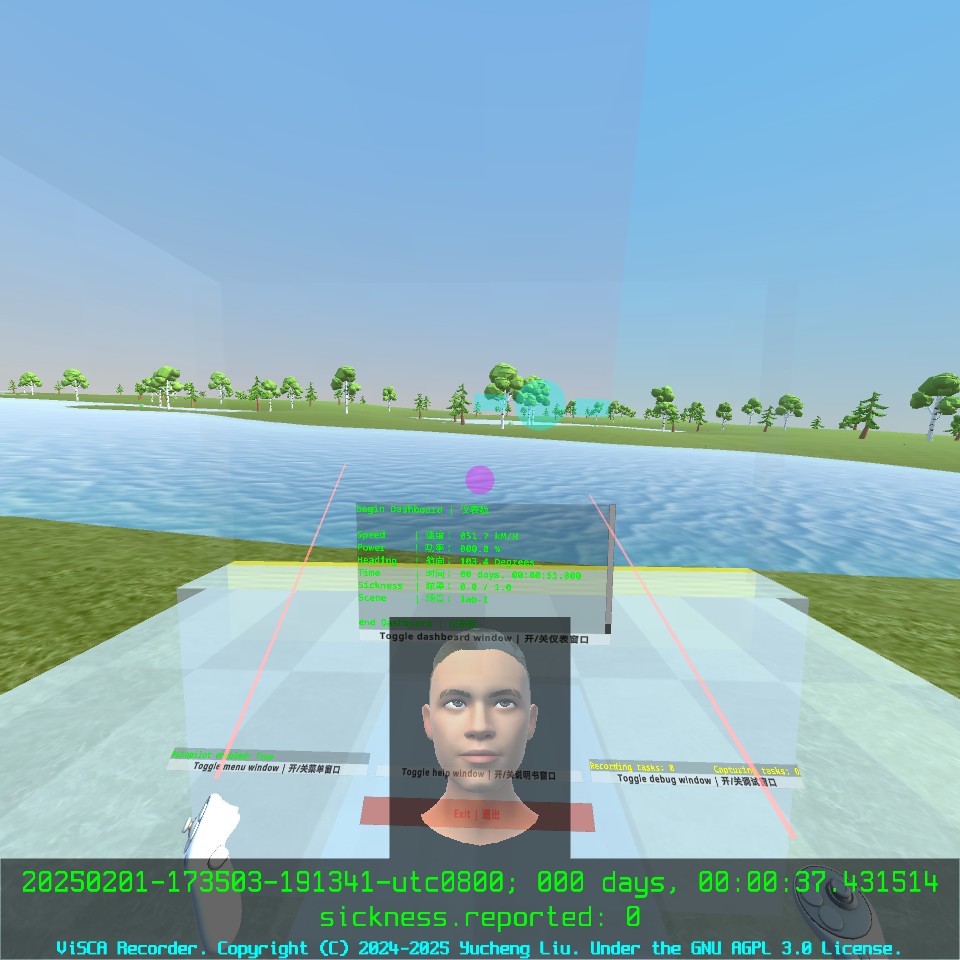 begin Dashboard | 仪表板
Speed | 速度: 051.7 kM/H
Power | 功率: 000.0 %
Heading | 航向: 103.4 Degrees
Time | 时间: 00 days, 00:00:51.800
Sickness | 眩晕: 0.0 / 1.0
Scene | 场景: lab-1
end Dashboard |
Toggle dashboard window | 开/关仪表窗口
Toggle menu window | 开/关菜单窗口
Toggle help window | 开/关说明书窗口
Recording tasks: 0 Capturing tasks: 0
Toggle debug window | 开/关调试窗口
Exit | 退出
20250201-173503-191341-utc0800; 000 days, 00:00:37.431514
sickness.reported: 0
ViSCA Recorder. Copyright (C) 2024-2025 Yucheng Liu. Under the GNU AGPL 3.0 License.